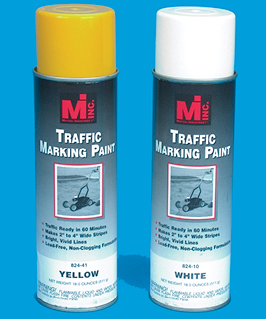 MI
INC.
TRAFFIC
MARKING PAINT
Traffic Ready in 60 Minutes
Makes 2" to 4" Wide Stripes
Bright, Vivid Lines
Lead-Free, Non-Clogging Formulation
824-41
YELLOW
MI
INC.
TRAFFIC
MARKING PAINT
Traffic Ready in 60 Minutes
Makes 2" to 4" Wide Stripes
Bright, Vivid Lines
Lead-Free, Non-Clogging Formulation
824-10
WHITE